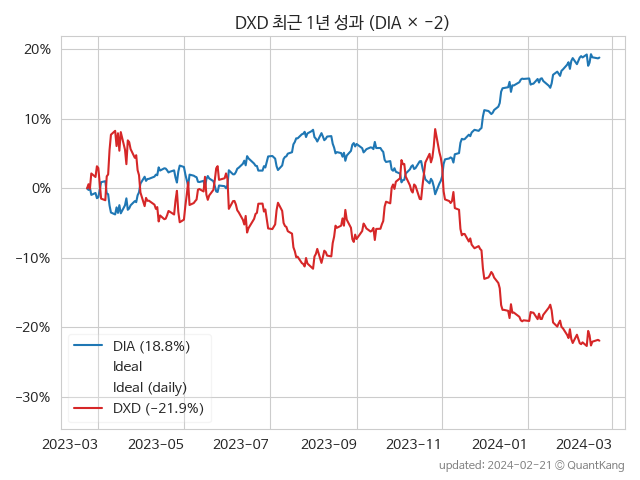 DXD 최근 1년 성과 (DIA × −2)
20%
10%
0%
−10%
−20%
−30%
DIA (18.8%)
Ideal
Ideal (daily)
DXD (−21.9%)
2023−03 2023−05 2023−07 2023−09 2023−11 2024−01 2024−03
updated: 2024−02−21 © QuantKang